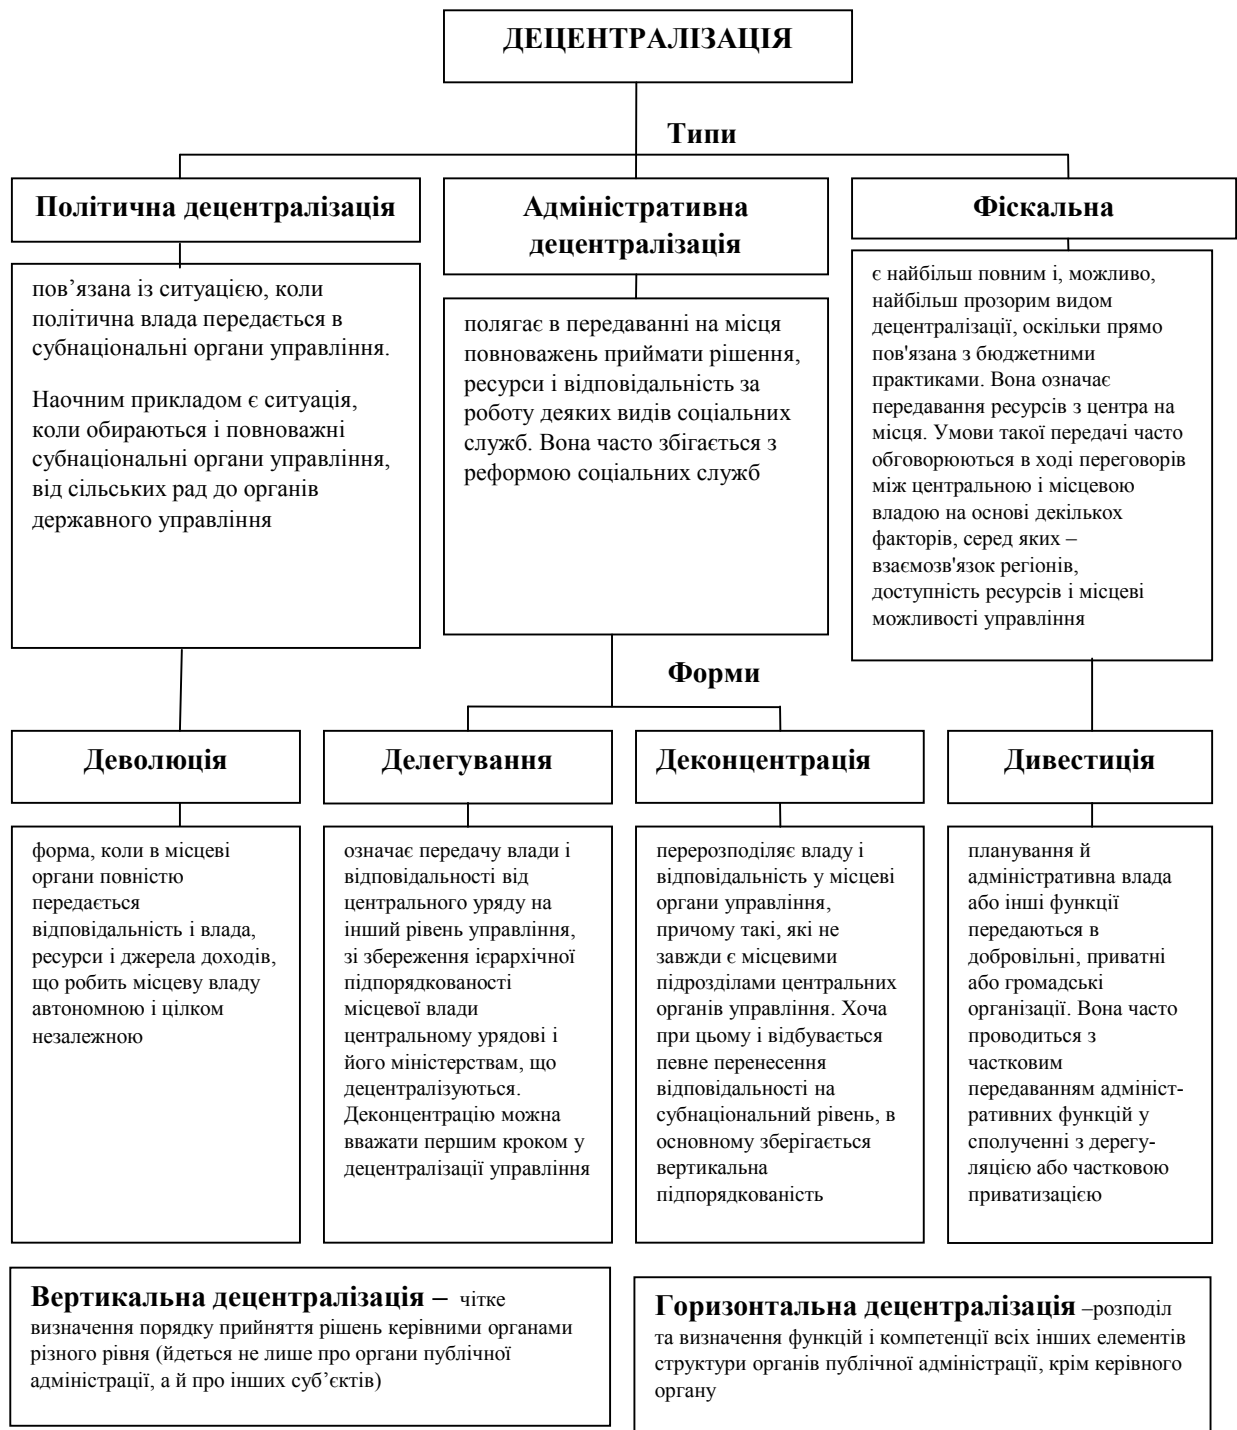 ДЕЦЕНТРАЛІЗАЦІЯ
Типи
Політична децентралізація
Адміністративна
децентралізація
Фіскальна
пов’язана із ситуацією, коли
політична влада передається в
субнаціональні органи управління.
Наочним прикладом є ситуація,
коли обираються і повноважні
субнаціональні органи управління,
від сільських рад до органів
державного управління
полягає в передаванні на місця
повноважень приймати рішення,
ресурси і відповідальність за
роботу деяких видів соціальних
служб. Вона часто збігається з
реформою соціальних служб
є найбільш повним і, можливо,
найбільш прозорим видом
децентралізації, оскільки прямо
пов'язана з бюджетними
практиками. Вона означає
передавання ресурсів з центра на
місця. Умови такої передачі часто
обговорюються в ході переговорів
між центральною і місцевою
владою на основі декількох
факторів, серед яких –
взаємозв'язок регіонів,
доступність ресурсів і місцеві
можливості управління
Форми
Деволюція
Делегування
Деконцентрація
Дивестиція
форма, коли в місцеві
органи повністю
передається
відповідальність і влада,
ресурси і джерела доходів,
що робить місцеву владу
автономною і цілком
незалежною
означає передачу влади і
відповідальності від
центрального уряду на
інший рівень управління,
зі збереження ієрархічної
підпорядкованості
місцевої влади
центральному урядові і
його міністерствам, що
децентралізуються.
Деконцентрацію можна
вважати першим кроком у
децентралізації управління
перерозподіляє владу і
відповідальність у місцеві
органи управління,
причому такі, які не
завжди є місцевими
підрозділами центральних
органів управління. Хоча
при цьому і відбувається
певне перенесення
відповідальності на
субнаціональний рівень, в
основному зберігається
вертикальна
підпорядкованість
планування й
адміністративна влада
або інші функції
передаються в
добровільні, приватні
або громадські
організації. Вона часто
проводиться з
частковим
передаванням адмініст-
ративних функцій у
сполученні з дерегу-
ляцією або частковою
приватизацією
Вертикальна децентралізація – чітке
визначення порядку прийняття рішень керівними органами
різного рівня (йдеться не лише про органи публічної
адміністрації, а й про інших суб’єктів)
Горизонтальна децентралізація –розподіл
та визначення функцій і компетенції всіх інших елементів
структури органів публічної адміністрації, крім керівного
органу